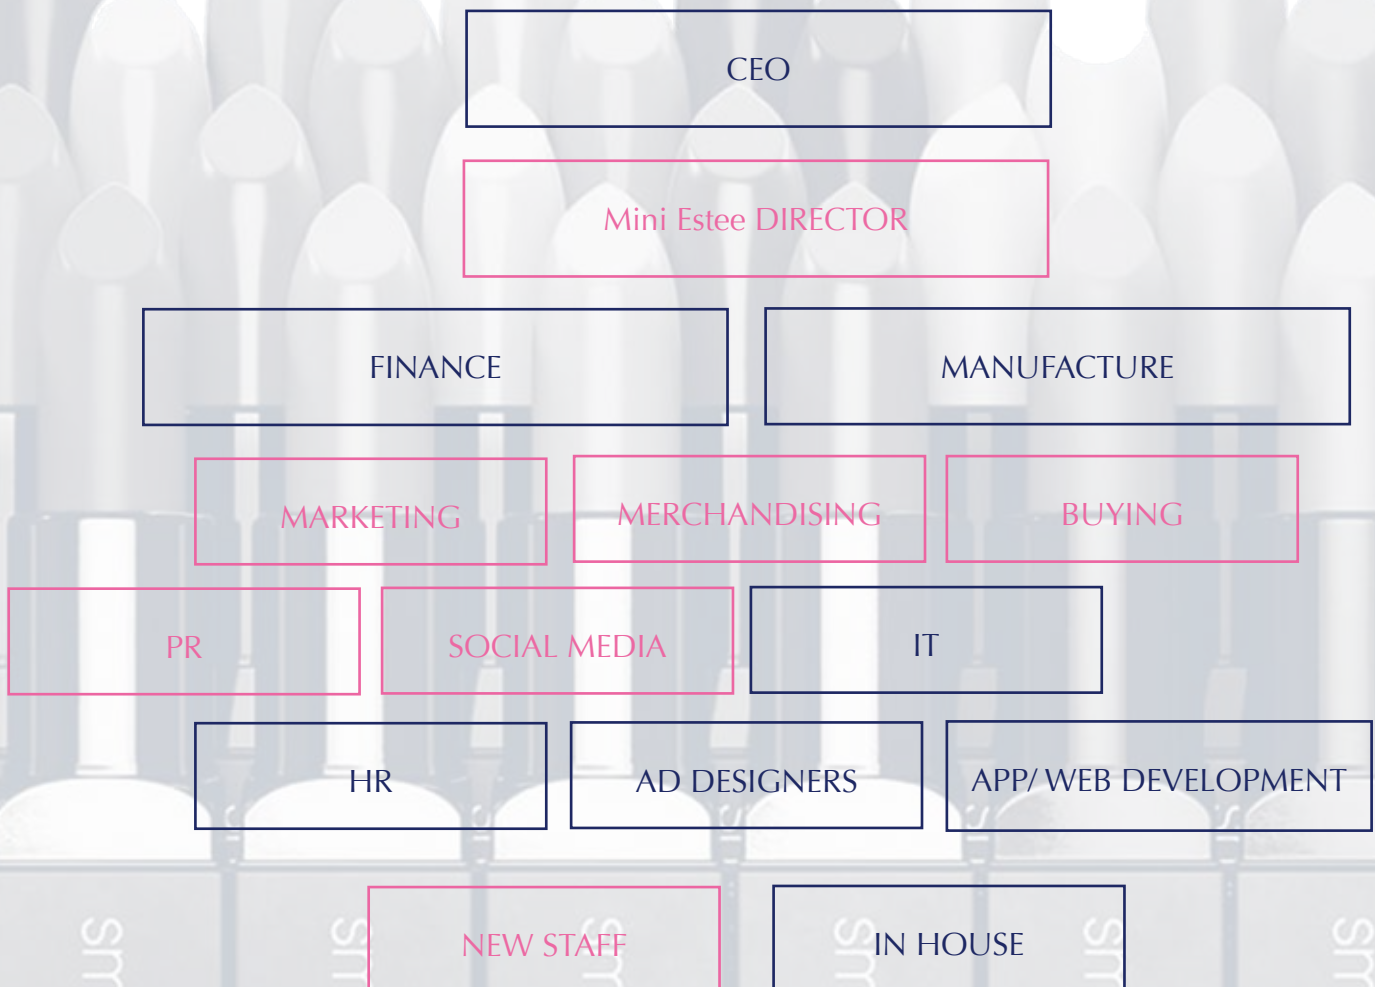 CEO
Mini Estee DIRECTOR
FINANCE
MANUFACTURE
MARKETING
MERCHANDISING
BUYING
PR
SOCIAL MEDIA
IT
HR
AD DESIGNERS
APP/ WEB DEVELOPMENT
NEW STAFF
IN HOUSE